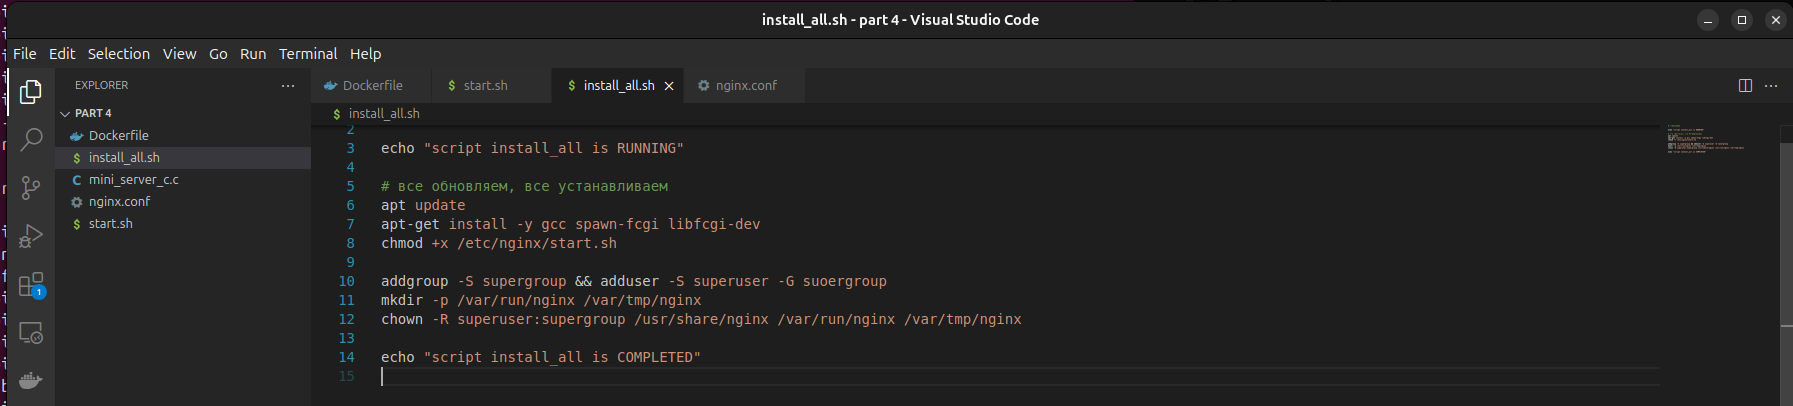 install_all.sh - part 4 - Visual Studio Code
File Edit Selection View Go Run Terminal Help
EXPLORER
PART 4
Dockerfile
install_all.sh
mini_server_c.c
nginx.conf
start.sh
1
Dockerfile
start.sh
install_all.sh
nginx.conf
install_all.sh
2
3 echo "script install_all is RUNNING"
4
5 # все обновляем, все устанавливаем
6 apt update
7 apt-get install -y gcc spawn-fcgi libfcgi-dev
8 chmod +x /etc/nginx/start.sh
9
10 addgroup -S supergroup && adduser -S superuser -G suoergroup
11 mkdir -p /var/run/nginx /var/tmp/nginx
12 chown -R superuser:supergroup /usr/share/nginx /var/run/nginx /var/tmp/nginx
13
14 echo "script install_all is COMPLETED"
15